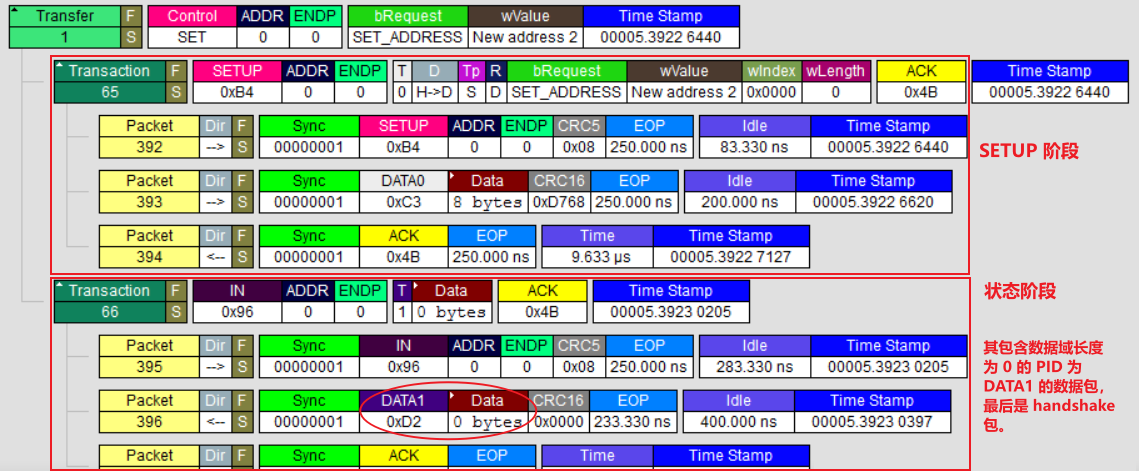 Transfer F Control ADDR ENDP bRequest wValue Time Stamp
1 S SET 0 0 SET_ADDRESS New address 2 00005.3922 6440
Transaction F SETUP ADDR ENDP T D Tp R bRequest wValue wIndex wLength ACK Time Stamp
65 S 0xB4 0 0 0 H->D S D SET_ADDRESS New address 2 0x0000 0 0x4B 00005.3922 6440
Packet Dir F Sync SETUP ADDR ENDP CRC5 EOP Idle Time Stamp
392 --> S 00000001 0xB4 0 0 0x08 250.000 ns 83.330 ns 00005.3922 6440
SETUP 阶段
Packet Dir F Sync DATA0 Data CRC16 EOP Idle Time Stamp
393 --> S 00000001 0xC3 8 bytes 0xD768 250.000 ns 200.000 ns 00005.3922 6620
Packet Dir F Sync ACK EOP Time Time Stamp
394 <-- S 00000001 0x4B 250.000 ns 9.633 µs 00005.3922 7127
Transaction F IN ADDR ENDP T Data ACK Time Stamp
66 S 0x96 0 0 1 0 bytes 0x4B 00005.3923 0205
状态阶段
Packet Dir F Sync IN ADDR ENDP CRC5 EOP Idle Time Stamp
395 --> S 00000001 0x96 0 0 0x08 250.000 ns 283.330 ns 00005.3923 0205
Packet Dir F Sync DATA1 Data CRC16 EOP Idle Time Stamp
396 <-- S 00000001 0xD2 0 bytes 0x0000 233.330 ns 400.000 ns 00005.3923 0397
其包含数据域长度
为 0 的 PID 为
DATA1 的数据包,
最后是 handshake
包。
Packet Dir F Sync ACK EOP Time Time Stamp